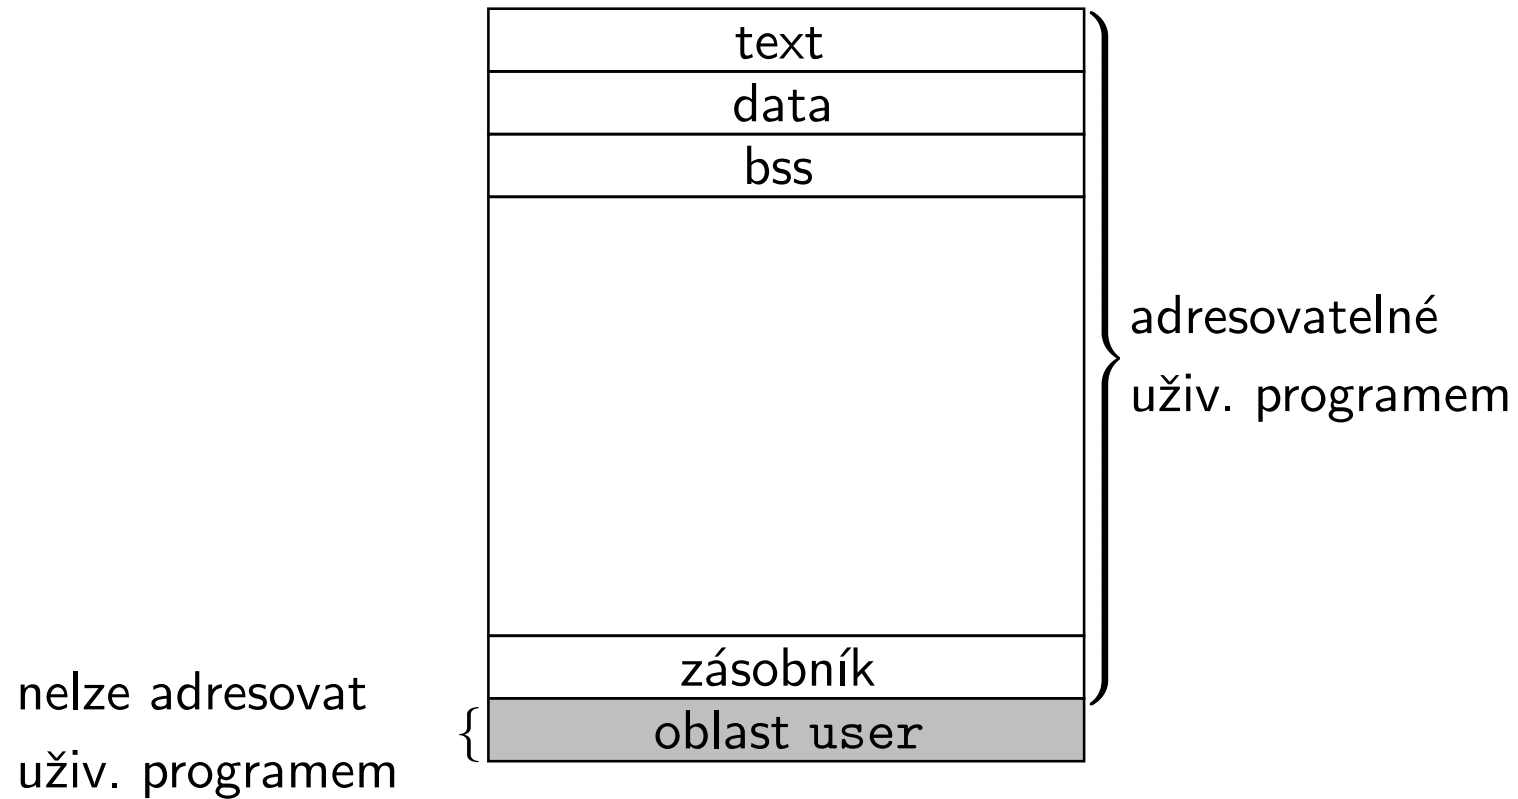 text
data
bss
adresovatelné
uživ. programem
zásobník
nelze adresovat
uživ. programem
oblast user